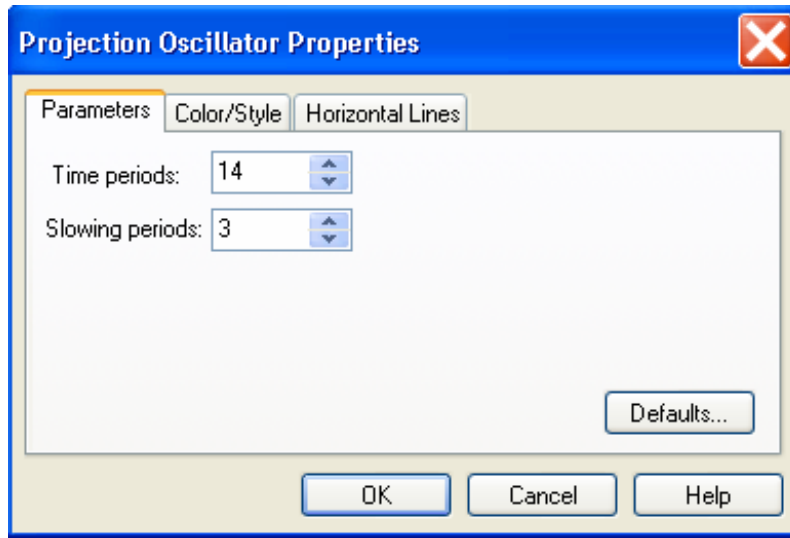 Projection Oscillator Properties
Parameters Color/Style Horizontal Lines
Time periods: 14
Slowing periods: 3
Defaults...
OK Cancel Help